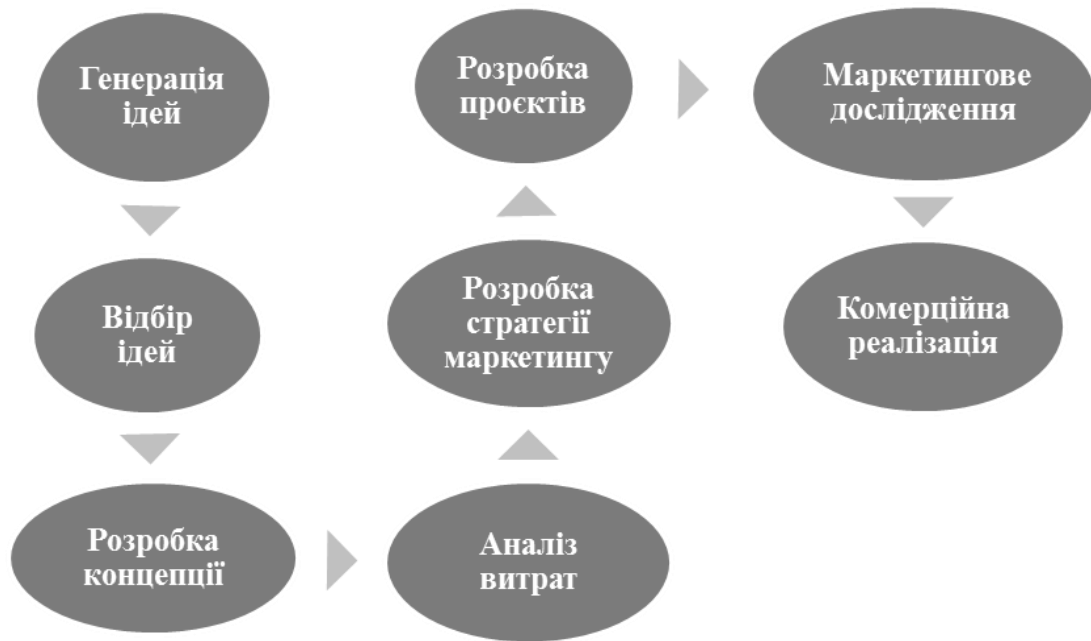 Генерація
ідей
Відбір
ідей
Розробка
концепції
Аналіз
витрат
Розробка
стратегії
маркетингу
Розробка
проєктів
Маркетингове
дослідження
Комерційна
реалізація